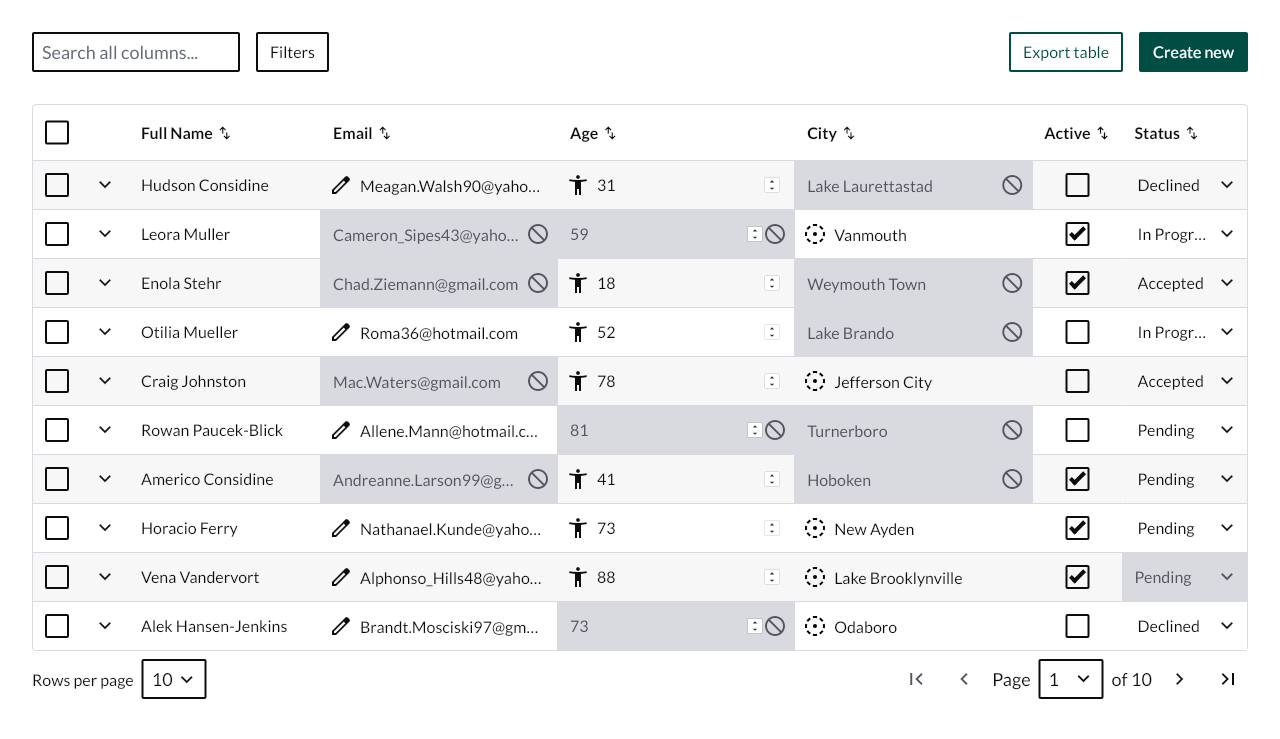 Search all columns... Filters Export table Create new
Full Name Email Age City Active Status
Hudson Considine Meagan.Walsh90@yaho... 31 Lake Laurettastad Declined
Leora Muller Cameron_Sipes43@yaho... 59 Vanmouth In Progr...
Enola Stehr Chad.Ziemann@gmail.com 18 Weymouth Town Accepted
Otilia Mueller Roma36@hotmail.com 52 Lake Brando In Progr...
Craig Johnston Mac.Waters@gmail.com 78 Jefferson City Accepted
Rowan Paucek-Blick Allene.Mann@hotmail.c... 81 Turnerboro Pending
Americo Considine Andreanne.Larson99@g... 41 Hoboken Pending
Horacio Ferry Nathanael.Kunde@yaho... 73 New Ayden Pending
Vena Vandervort Alphonso_Hills48@yaho... 88 Lake Brooklynville Pending
Alek Hansen-Jenkins Brandt.Mosciski97@gm... 73 Odaboro Declined
Rows per page 10 Page 1 of 10